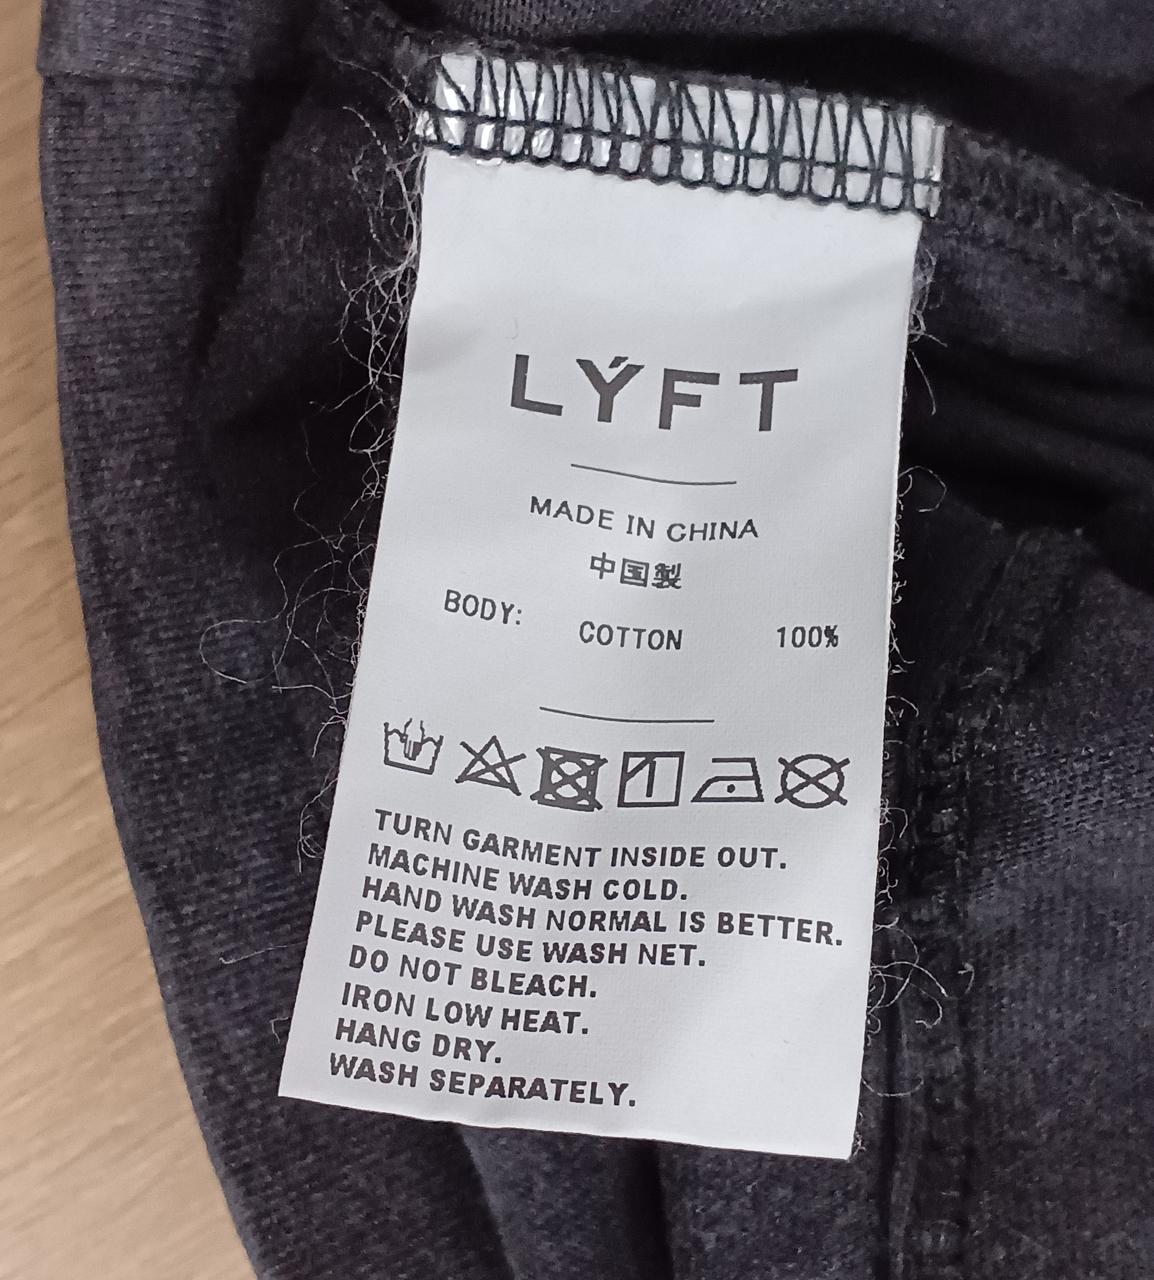 LÝFT
MADE IN CHINA
中国製
BODY: COTTON 100%
TURN GARMENT INSIDE OUT.
MACHINE WASH COLD.
HAND WASH NORMAL IS BETTER.
PLEASE USE WASH NET.
DO NOT BLEACH.
IRON LOW HEAT.
HANG DRY.
WASH SEPARATELY.